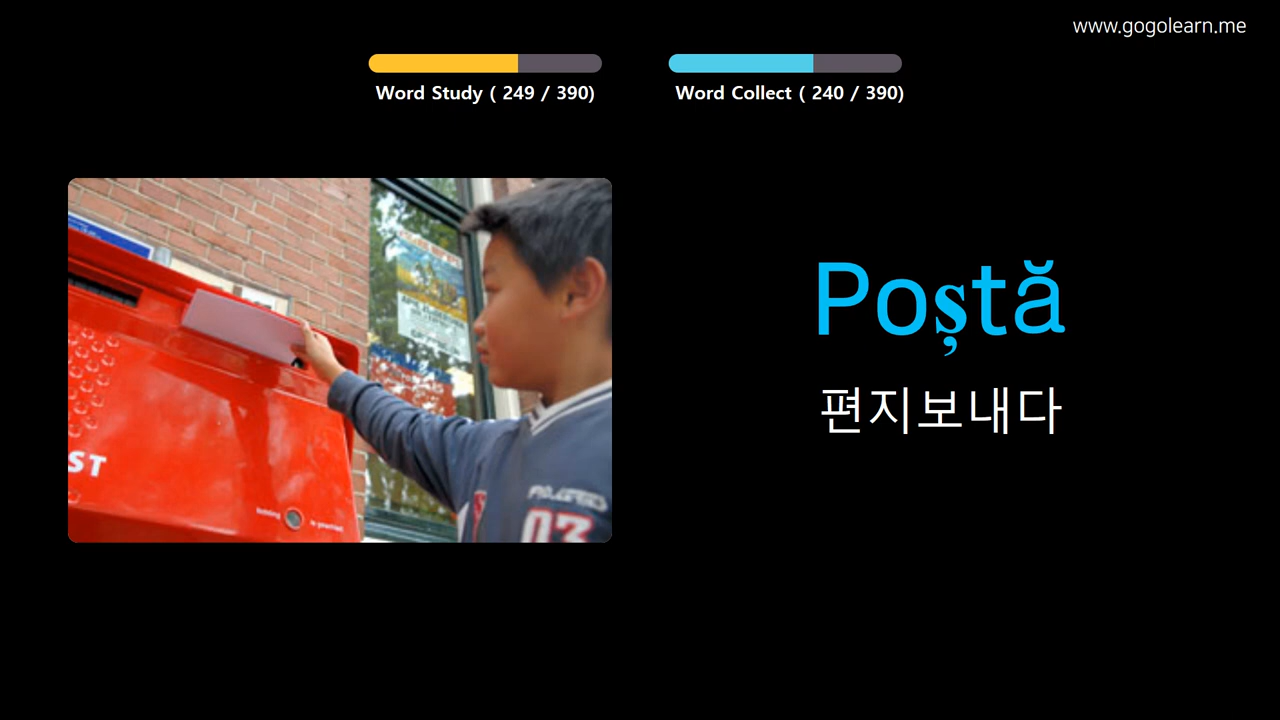 www.gogolearn.me
Word Study ( 249 / 390)
Word Collect ( 240 / 390)
Poștă
편지보내다
ST
03